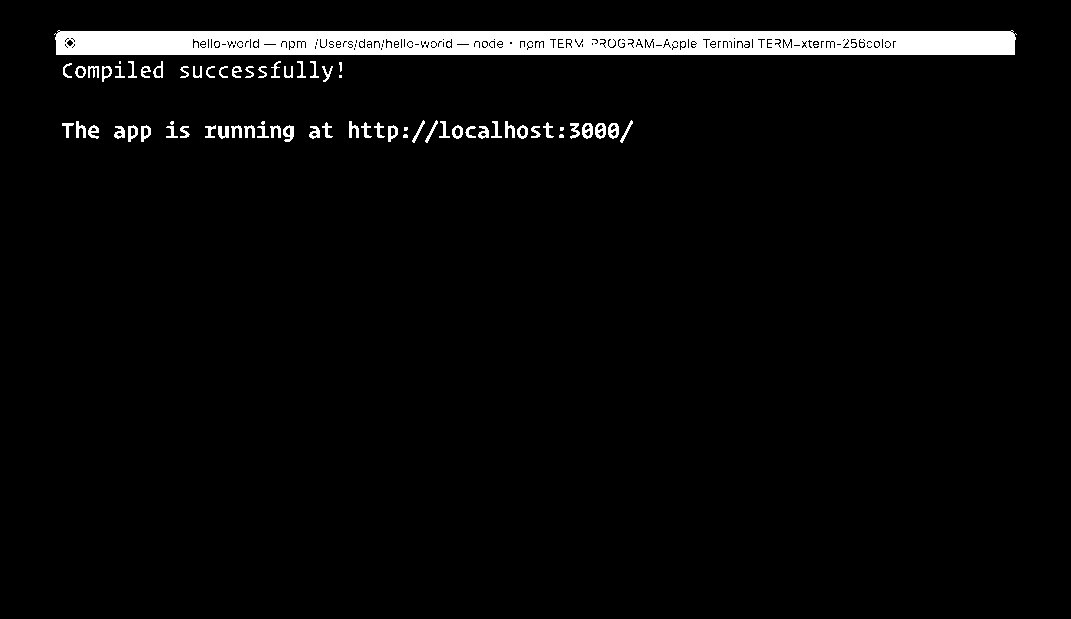 hello-world — npm /Users/dan/hello-world — node • npm TERM_PROGRAM=Apple_Terminal TERM=xterm-256color
Compiled successfully!
The app is running at http://localhost:3000/